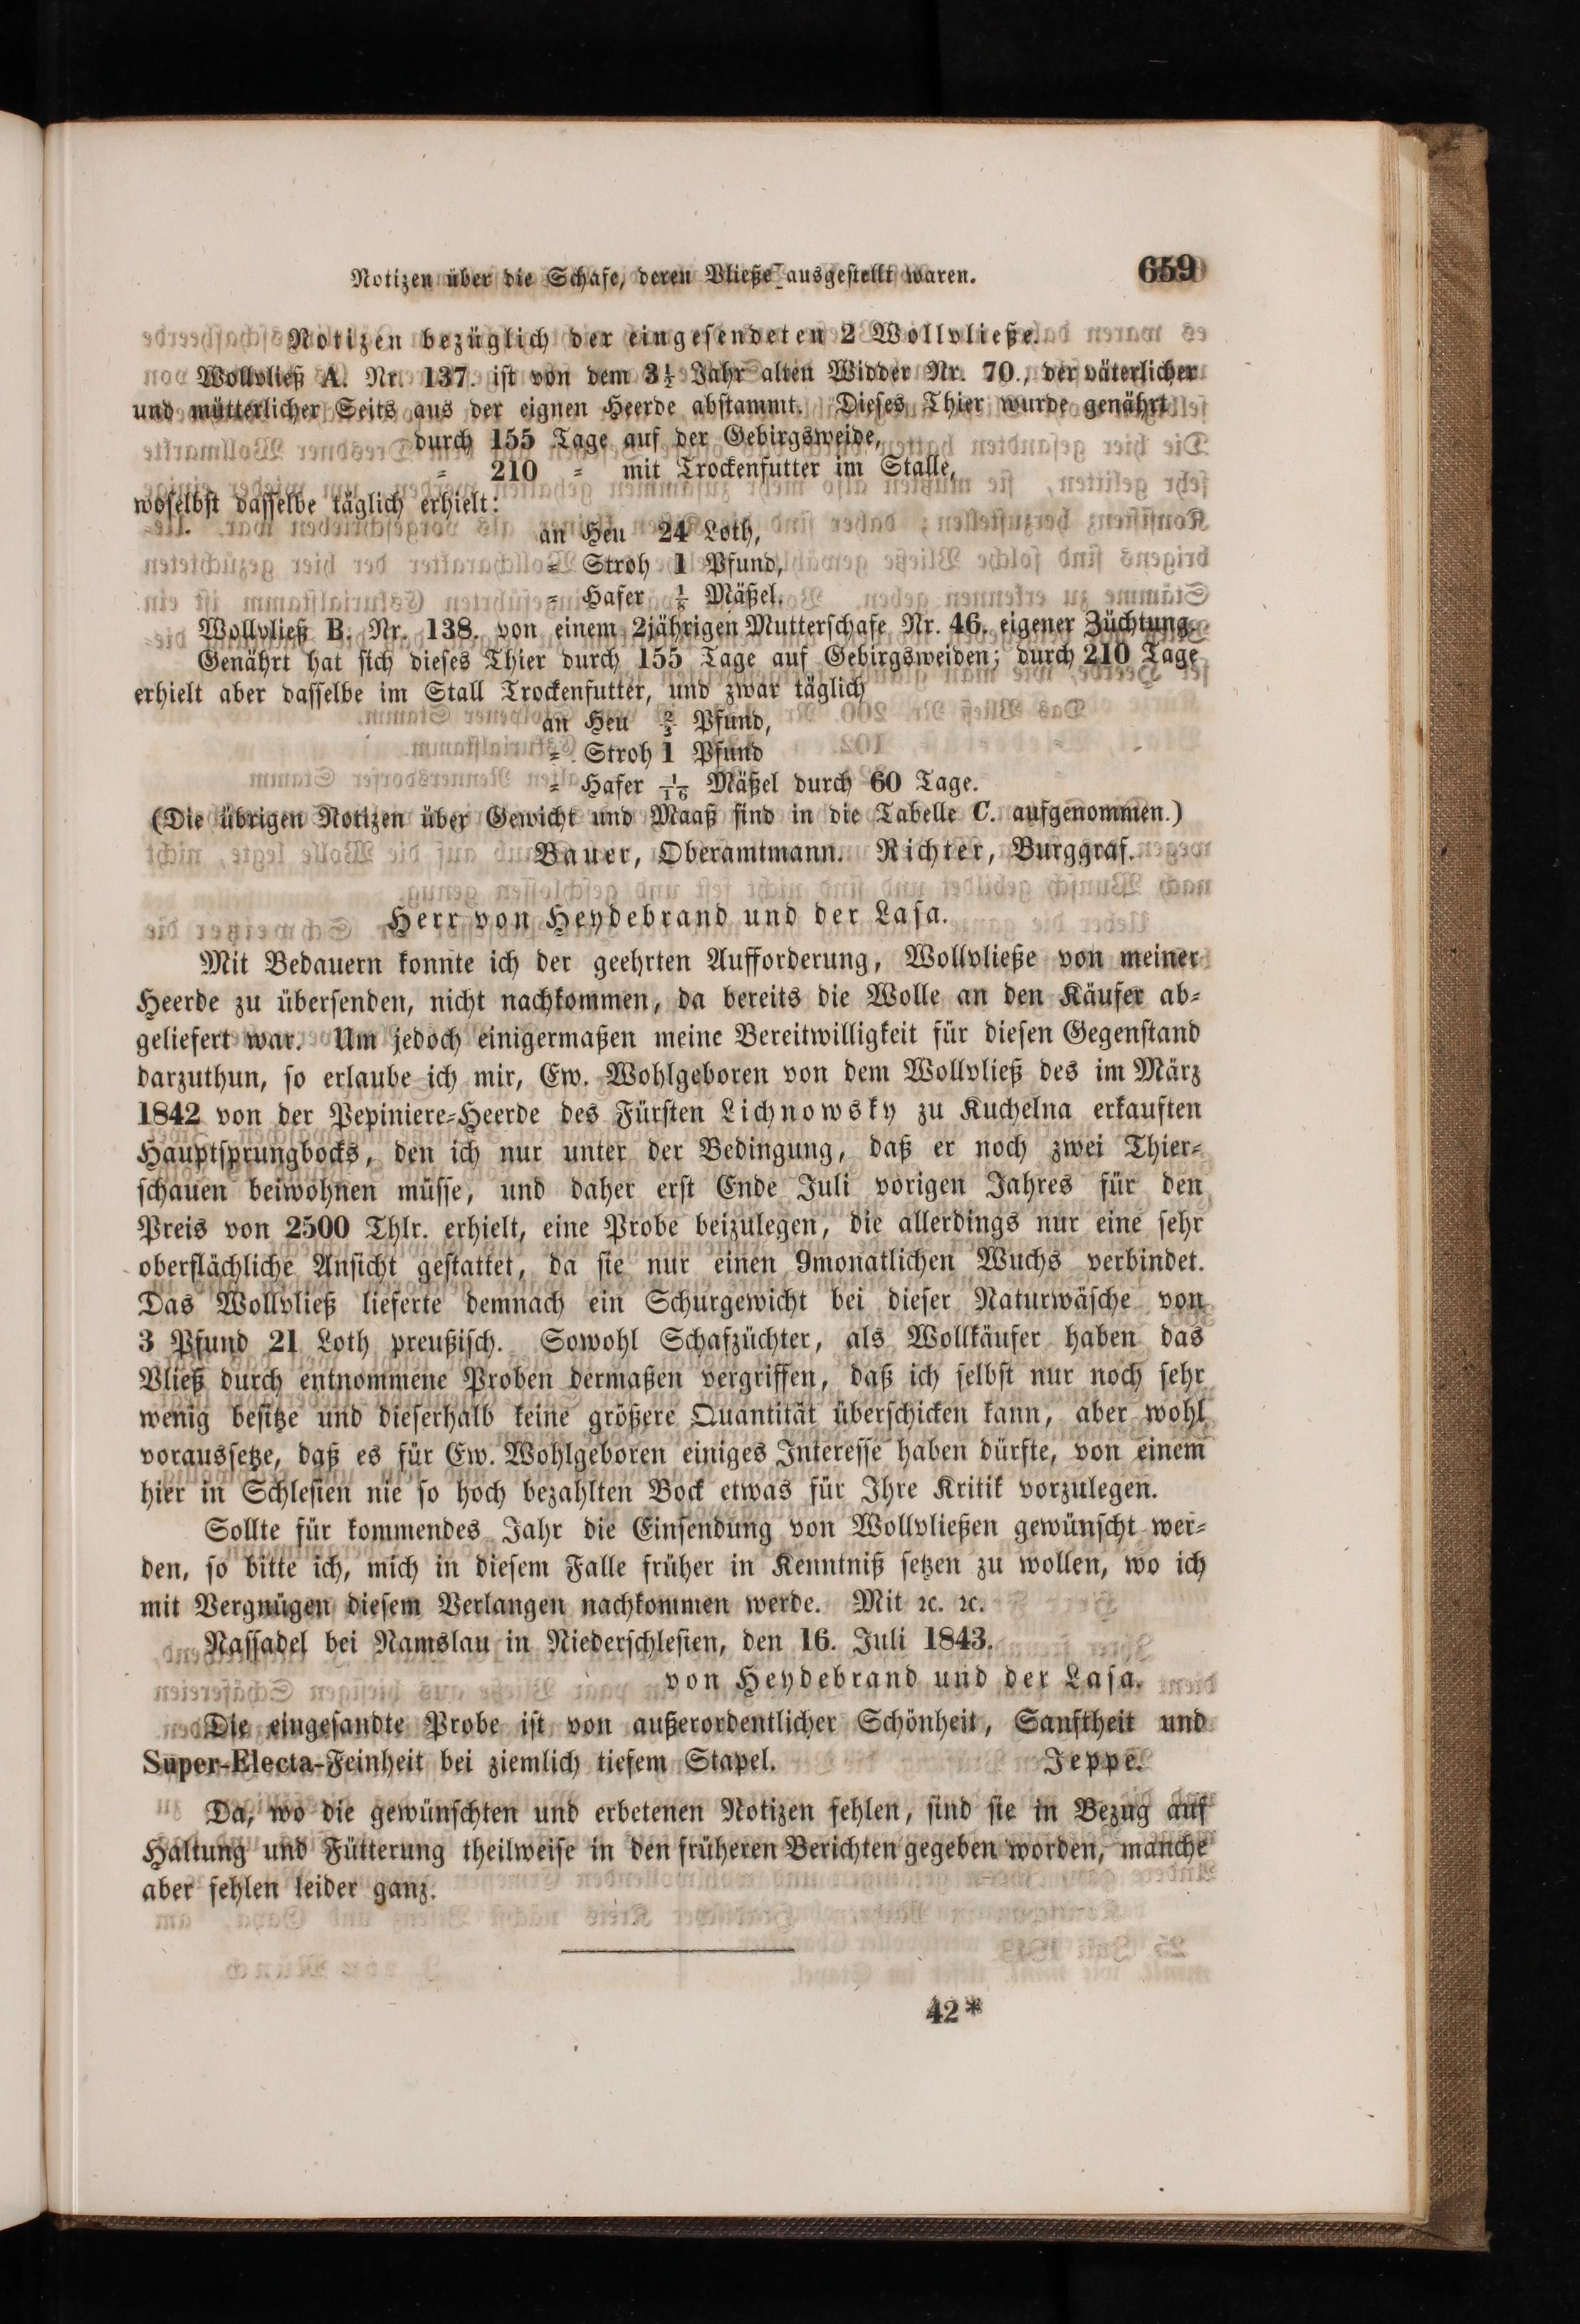 Notizen über die Schafe, deren Vließe ausgestellt waren. 659
Notizen bezüglich der eingesendeten 2 Wollvließe.
Wollvließ A. Nr. 137. ist von dem 3½ Jahr alten Widder Nr. 70., der väterlicher
und mütterlicher Seits aus der eignen Heerde abstammt. Dieses Thier wurde genährt
durch 155 Tage auf der Gebirgsweide,
⸗ 210 ⸗ mit Trockenfutter im Stalle,
woselbst dasselbe täglich erhielt:
an Heu 24 Loth,
⸗ Stroh 1 Pfund,
⸗ Hafer Mäßel.
Wollvließ B. Nr. 138. von einem 2jährigen Mutterschafe Nr. 46. eigener Züchtung.
Genährt hat sich dieses Thier durch 155 Tage auf Gebirgsweiden; durch 210 Tage
erhielt aber dasselbe im Stall Trockenfutter, und zwar täglich
an Heu ⅔ Pfund,
⸗ Stroh 1 Pfund
⸗ Hafer 1/16 Mäßel durch 60 Tage.
(Die übrigen Notizen über Gewicht und Maaß sind in die Tabelle C. aufgenommen.)
Bauer, Oberamtmann. Richter, Burggraf.
Herr von Heydebrand und der Lasa.
Mit Bedauern konnte ich der geehrten Aufforderung, Wollvließe von meiner
Heerde zu übersenden, nicht nachkommen, da bereits die Wolle an den Käufer ab⸗
geliefert war. Um jedoch einigermaßen meine Bereitwilligkeit für diesen Gegenstand
darzuthun, so erlaube ich mir, Ew. Wohlgeboren von dem Wollvließ des im März
1842 von der Pepiniere⸗Heerde des Fürsten Lichnowsky zu Kuchelna erkauften
Hauptsprungbocks, den ich nur unter der Bedingung, daß er noch zwei Thier⸗
schauen beiwohnen müsse, und daher erst Ende Juli vorigen Jahres für den
Preis von 2500 Thlr. erhielt, eine Probe beizulegen, die allerdings nur eine sehr
oberflächliche Ansicht gestattet, da sie nur einen 9monatlichen Wuchs verbindet.
Das Wollvließ lieferte demnach ein Schurgewicht bei dieser Naturwäsche von
3 Pfund 21 Loth preußisch. Sowohl Schafzüchter, als Wollkäufer haben das
Vließ durch entnommene Proben dermaßen vergriffen, daß ich selbst nur noch sehr
wenig besitze und dieserhalb keine größere Quantität überschicken kann, aber wohl
voraussetze, daß es für Ew. Wohlgeboren einiges Interesse haben dürfte, von einem
hier in Schlesien nie so hoch bezahlten Bock etwas für Ihre Kritik vorzulegen.
Sollte für kommendes Jahr die Einsendung von Wollvließen gewünscht wer⸗
den, so bitte ich, mich in diesem Falle früher in Kenntniß setzen zu wollen, wo ich
mit Vergnügen diesem Verlangen nachkommen werde. Mit ꝛc. ꝛc.
Nassadel bei Namslau in Niederschlesien, den 16. Juli 1843.
von Heydebrand und der Lasa.
Die eingesandte Probe ist von außerordentlicher Schönheit, Sanftheit und
Super-Electa-Feinheit bei ziemlich tiefem Stapel. Jeppe.
Da, wo die gewünschten und erbetenen Notizen fehlen, sind sie in Bezug auf
Haltung und Fütterung theilweise in den früheren Berichten gegeben worden, manche
aber fehlen leider ganz.
42*